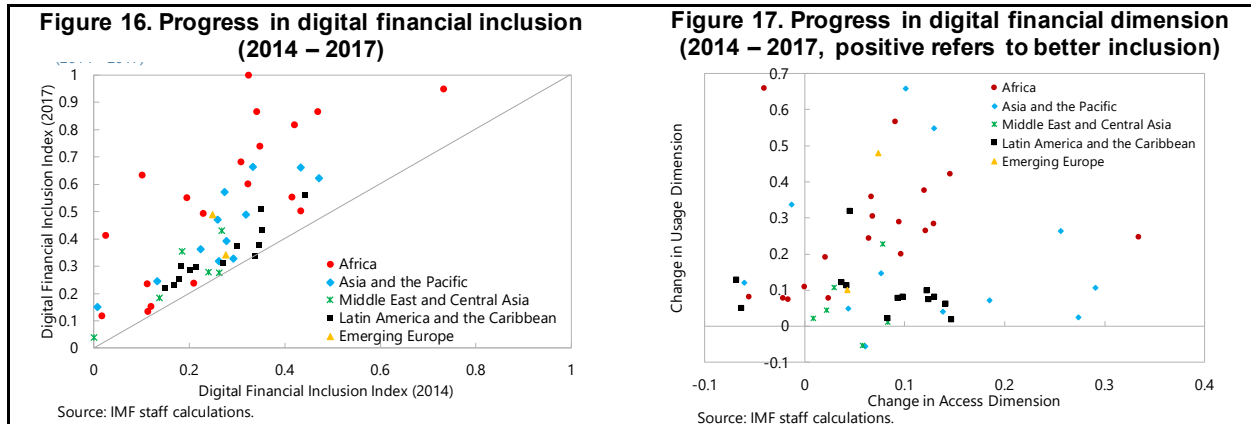 Figure 16. Progress in digital financial inclusion
(2014 – 2017)
1
0.9
0.8
0.7
0.6
0.5
0.4
0.3
0.2
0.1
0
Digital Financial Inclusion Index (2017)
Africa
Asia and the Pacific
Middle East and Central Asia
Latin America and the Caribbean
Emerging Europe
0 0.2 0.4 0.6 0.8 1
Digital Financial Inclusion Index (2014)
Source: IMF staff calculations.
Figure 17. Progress in digital financial dimension
(2014 – 2017, positive refers to better inclusion)
0.7
0.6
0.5
0.4
0.3
0.2
0.1
0
-0.1
Change in Usage Dimension
Africa
Asia and the Pacific
Middle East and Central Asia
Latin America and the Caribbean
Emerging Europe
-0.1 0 0.1 0.2 0.3 0.4
Change in Access Dimension
Source: IMF staff calculations.